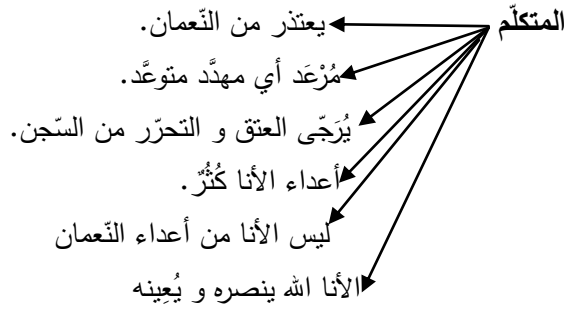 المتكلّم يعتذر من النّعمان.
مُرْعَد أي مهدَّد متوعَّد.
يُرَجّى العتق و التحرّر من السّجن.
أعداء الأنا كُثُرٌ.
ليس الأنا من أعداء النّعمان
الأنا الله ينصره و يُعِينه